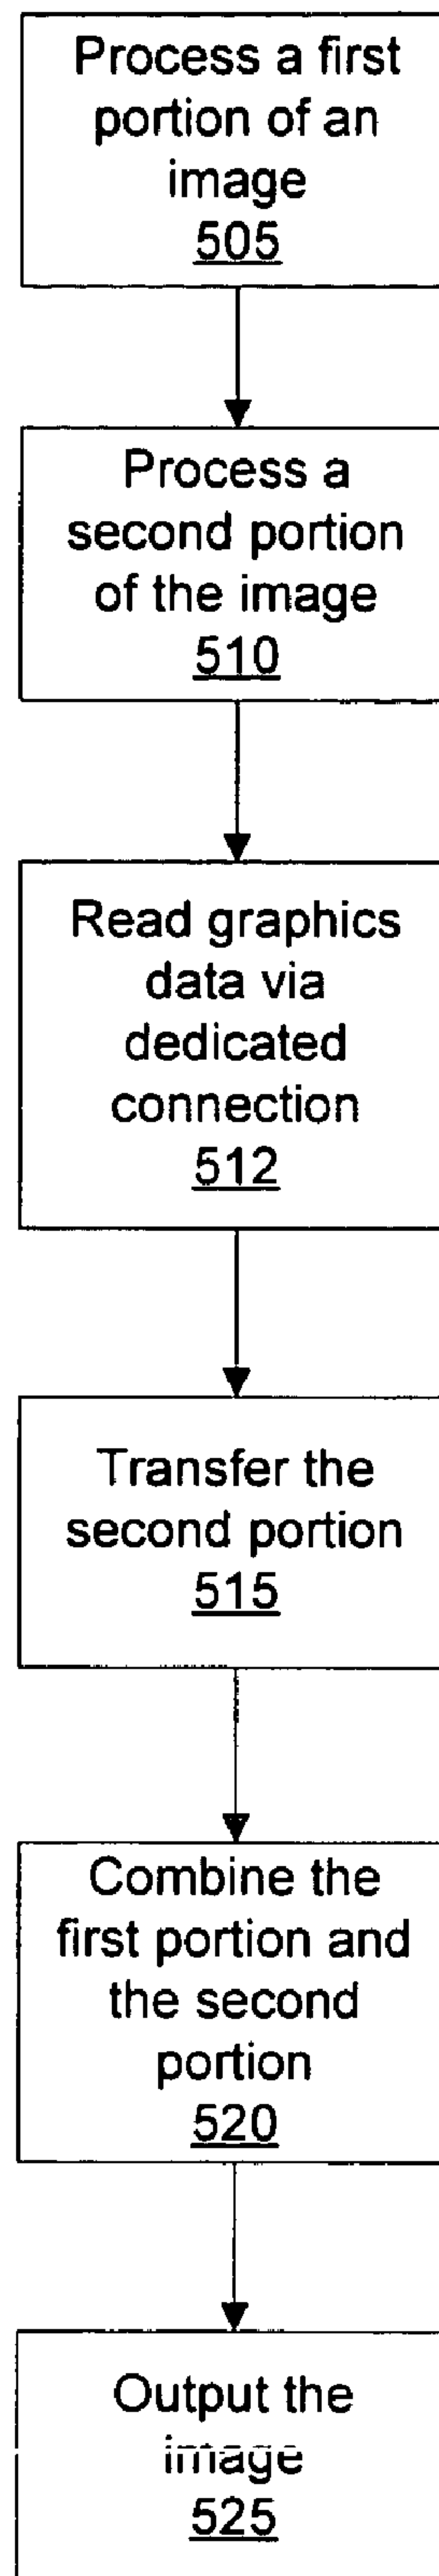 Process a first
portion of an
image
505
Process a
second portion
of the image
510
Read graphics
data via
dedicated
connection
512
Transfer the
second portion
515
Combine the
first portion and
the second
portion
520
Output the
image
525